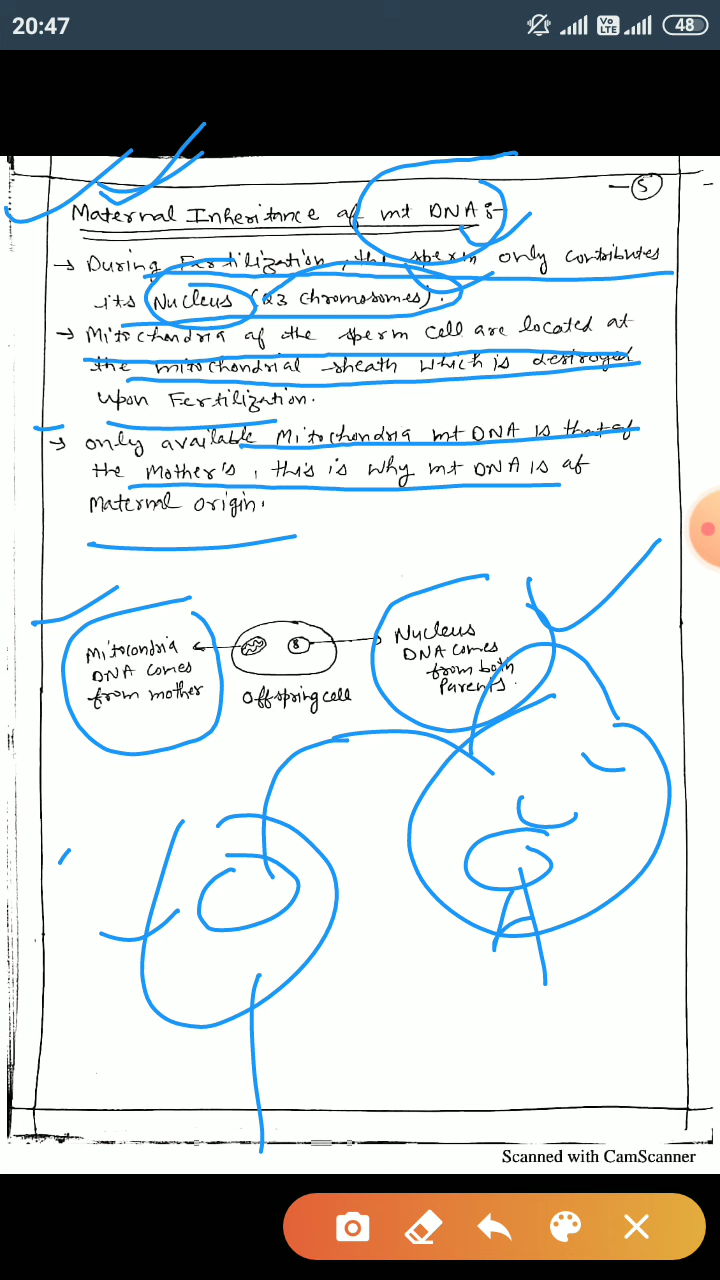 20:47
Vo
LTE
48
5
Maternal Inheritance of mt DNA :-
→ During Fertilization, the sperm only contributes
its Nucleus (23 chromosomes).
→ Mitochondria of the sperm cell are located at
the mitochondrial sheath which is destroyed
upon Fertilization.
→ only available Mitochondria mt DNA is that of
the Mother's, this is why mt DNA is of
Maternal origin.
Mitocondria
DNA comes
from mother
offspring cell
Nucleus
DNA comes
from both
Parents.
Scanned with CamScanner